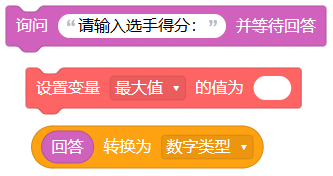 询问 “请输入选手得分：” 并等待回答
设置变量 最大值 的值为
回答 转换为 数字类型